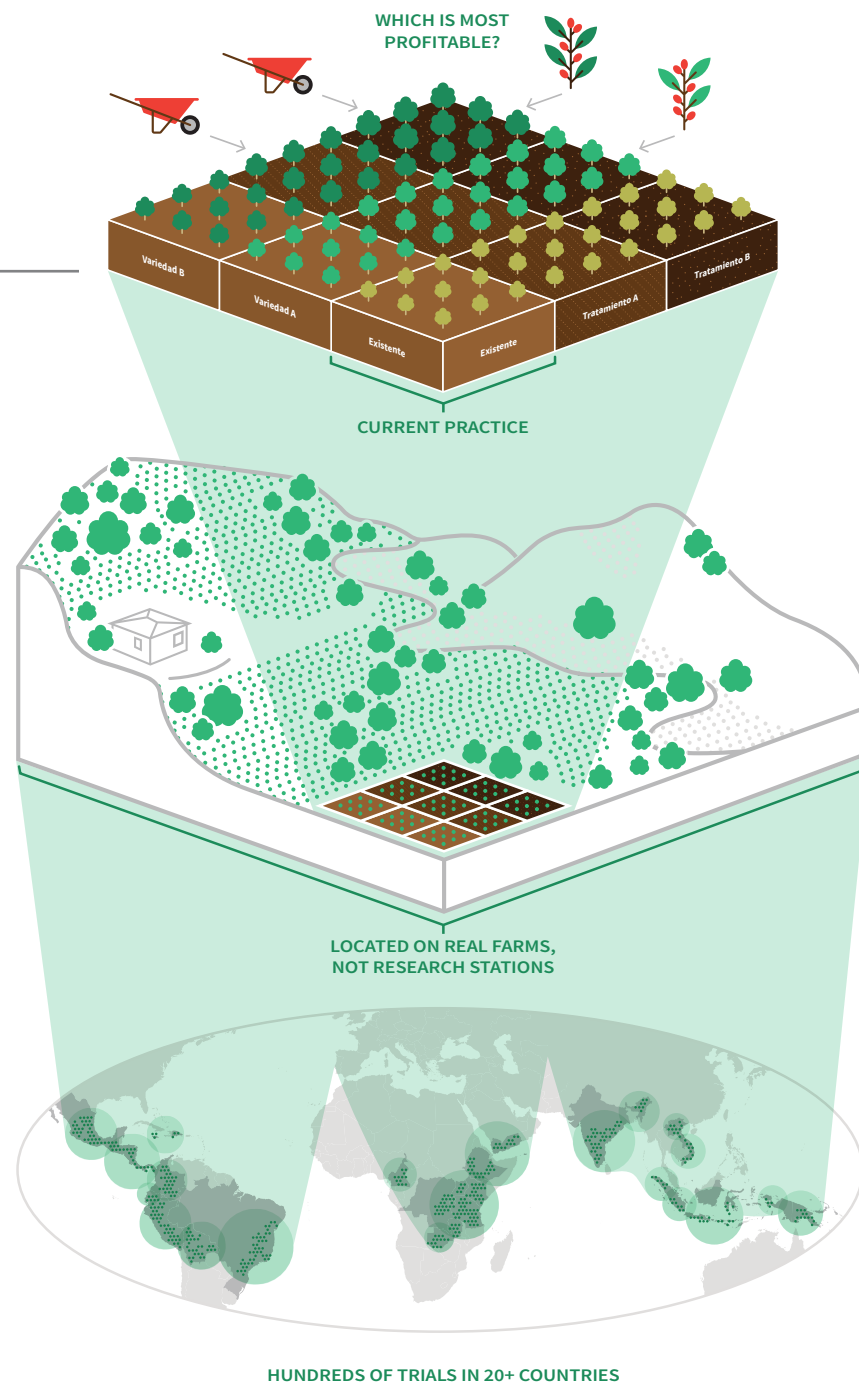 WHICH IS MOST
PROFITABLE?
Variedad B
Variedad A
Existente
Existente
Tratamiento A
Tratamiento B
CURRENT PRACTICE
LOCATED ON REAL FARMS,
NOT RESEARCH STATIONS
HUNDREDS OF TRIALS IN 20+ COUNTRIES